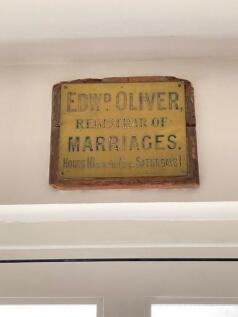 EDWD OLIVER,
REGISTRAR OF
MARRIAGES.
HOURS 10 SATURDAYS 1